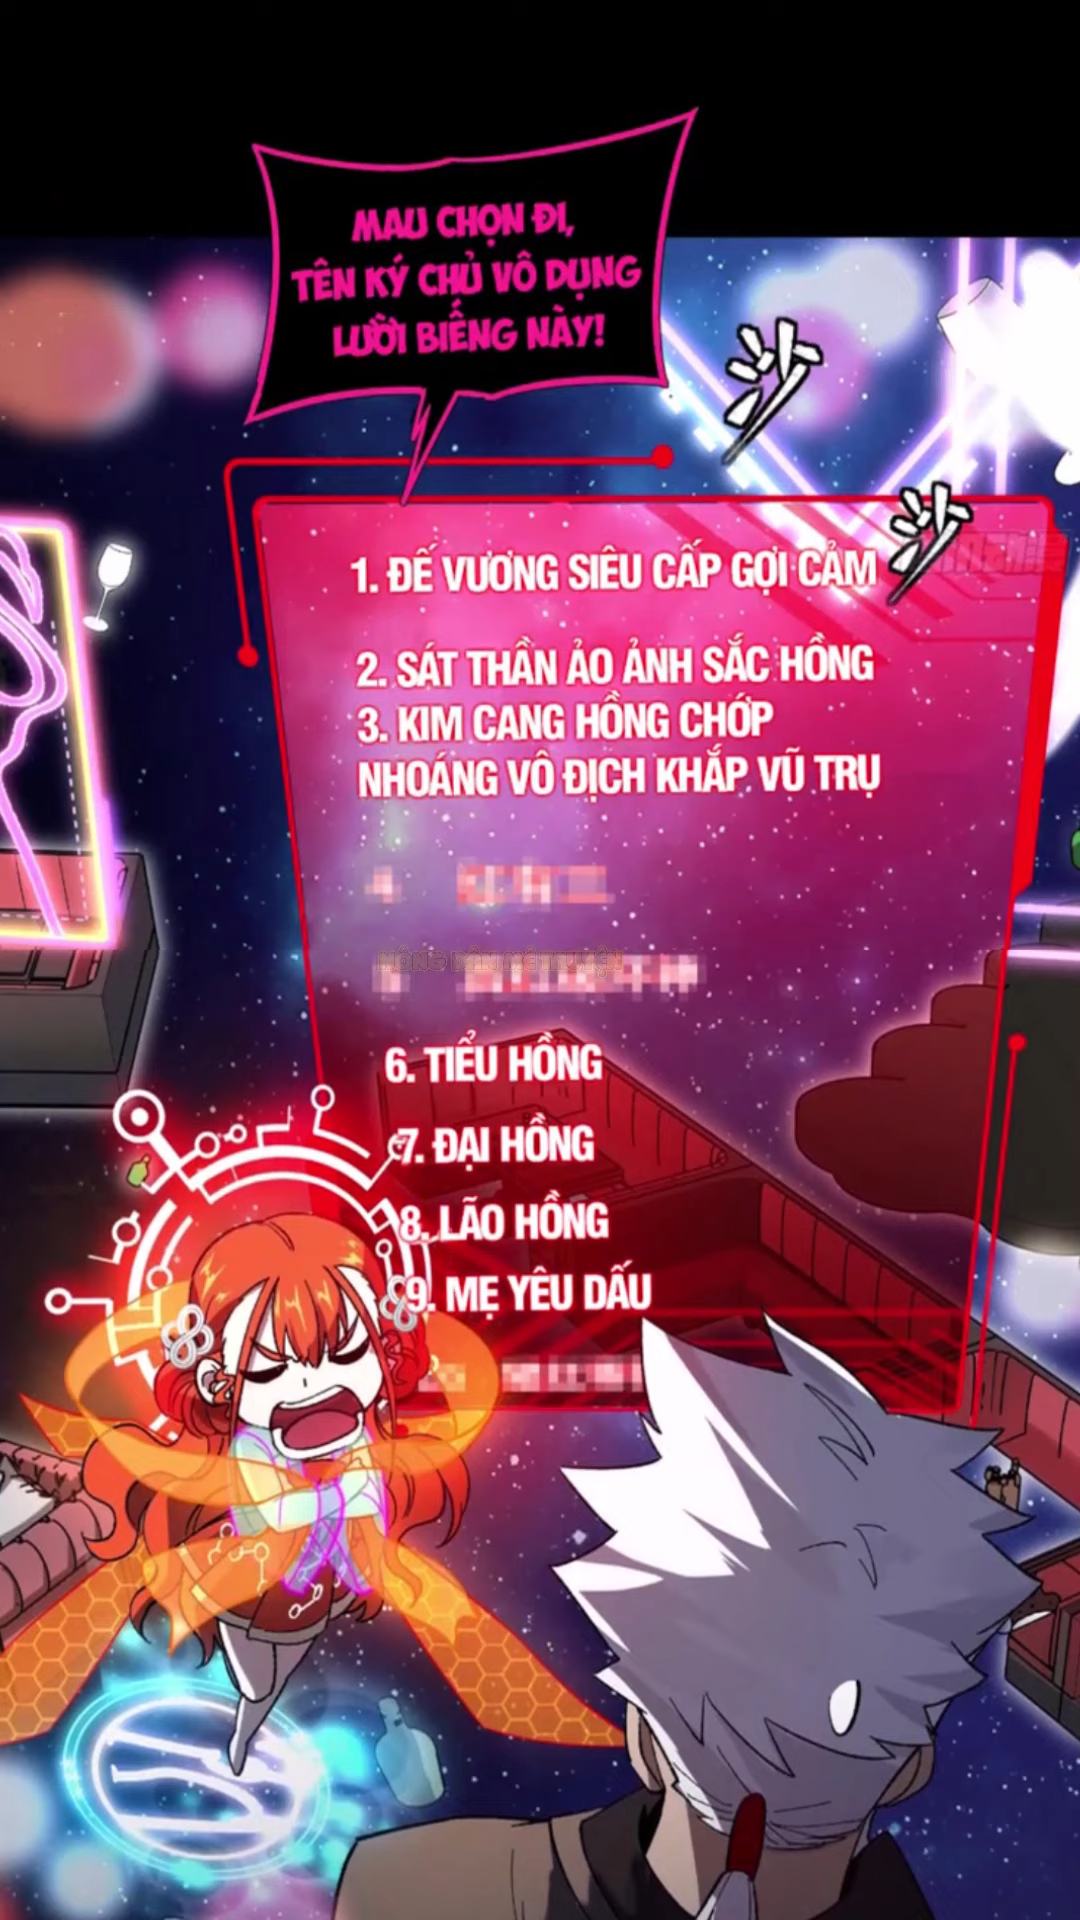 MAU CHỌN ĐI,
TÊN KÝ CHỦ VÔ DỤNG
LƯỜI BIẾNG NÀY!
沙
沙
1. ĐẾ VƯƠNG SIÊU CẤP GỢI CẢM
2. SÁT THẦN ẢO ẢNH SẮC HỒNG
3. KIM CANG HỒNG CHỚP
NHOÁNG VÔ ĐỊCH KHẮP VŨ TRỤ
6. TIỂU HỒNG
7. ĐẠI HỒNG
8. LÃO HỒNG
9. MẸ YÊU DẤU